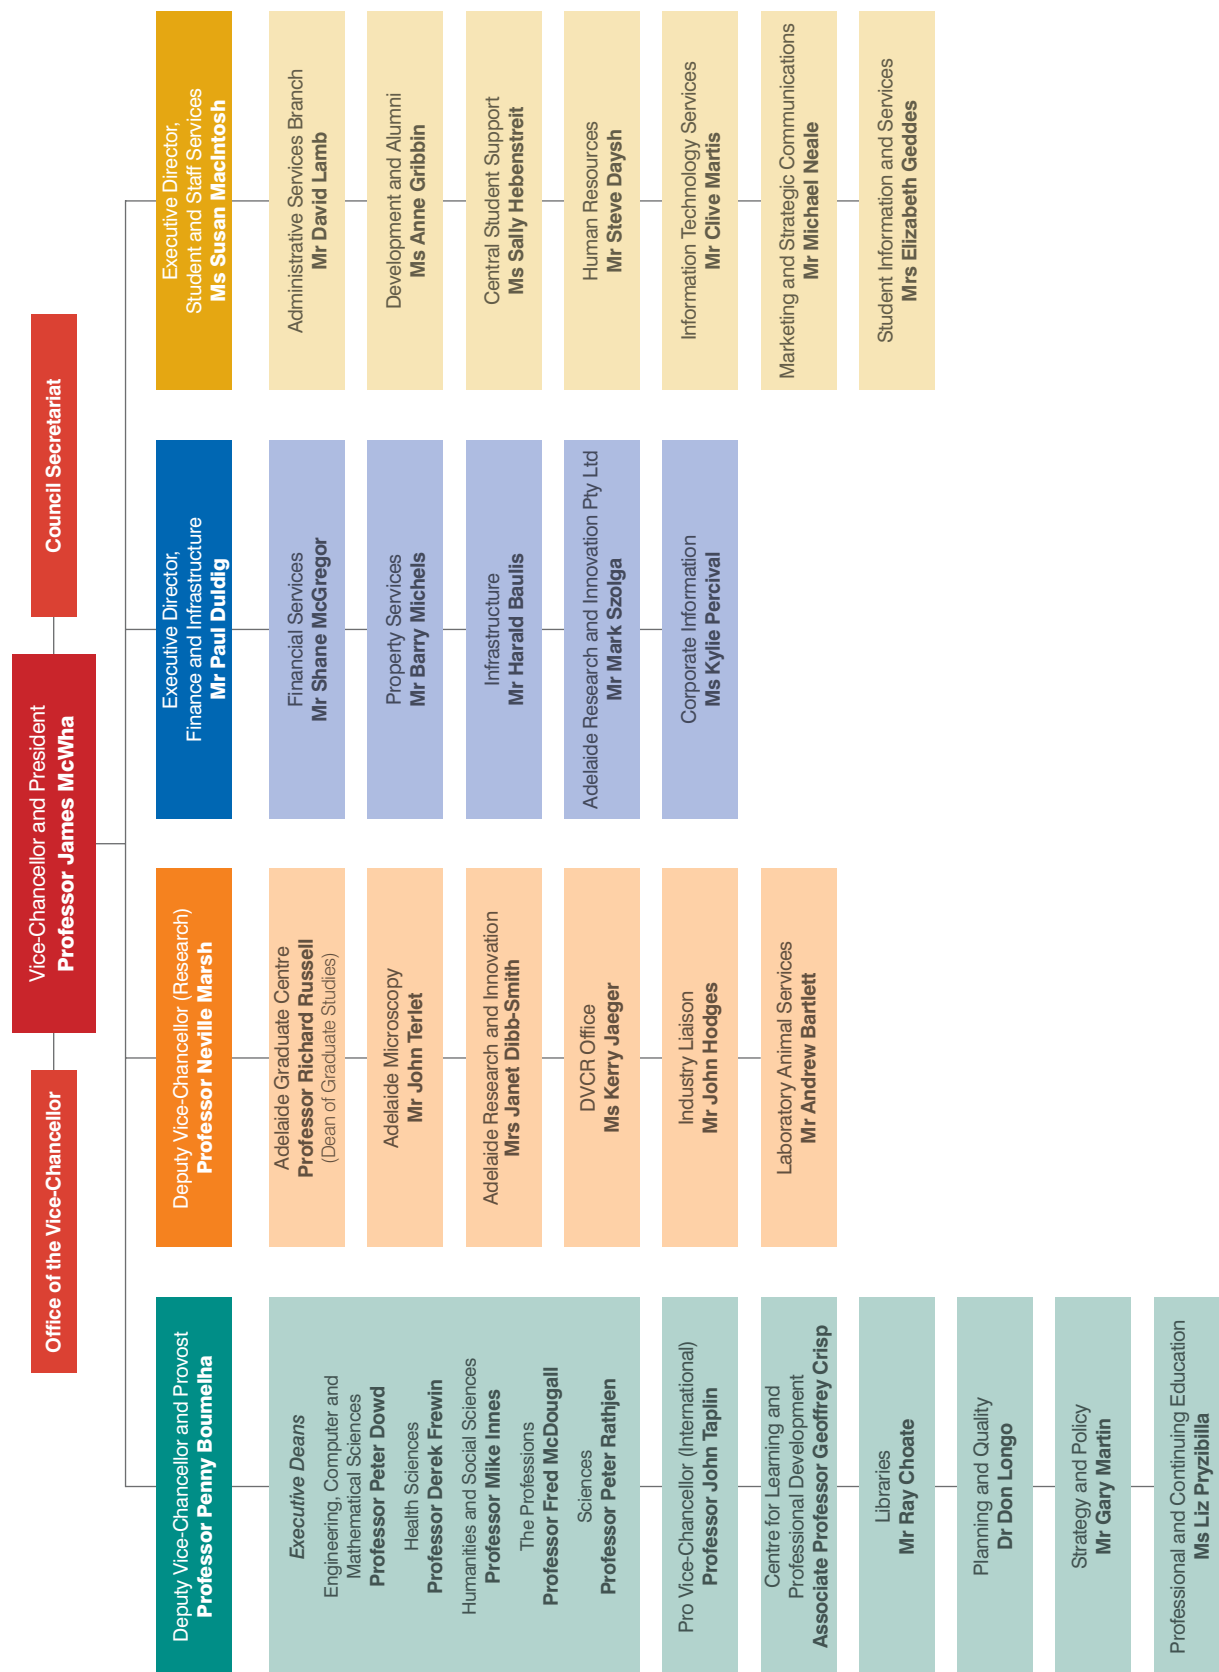 Office of the Vice-Chancellor
Vice-Chancellor and President
Professor James McWha
Council Secretariat
Deputy Vice-Chancellor and Provost
Professor Penny Boumelha
Executive Deans
Engineering, Computer and
Mathematical Sciences
Professor Peter Dowd
Health Sciences
Professor Derek Frewin
Humanities and Social Sciences
Professor Mike Innes
The Professions
Professor Fred McDougall
Sciences
Professor Peter Rathjen
Pro Vice-Chancellor (International)
Professor John Taplin
Centre for Learning and
Professional Development
Associate Professor Geoffrey Crisp
Libraries
Mr Ray Choate
Planning and Quality
Dr Don Longo
Strategy and Policy
Mr Gary Martin
Professional and Continuing Education
Ms Liz Pryzibilla
Deputy Vice-Chancellor (Research)
Professor Neville Marsh
Adelaide Graduate Centre
Professor Richard Russell
(Dean of Graduate Studies)
Adelaide Microscopy
Mr John Terlet
Adelaide Research and Innovation
Mrs Janet Dibb-Smith
DVCR Office
Ms Kerry Jaeger
Industry Liaison
Mr John Hodges
Laboratory Animal Services
Mr Andrew Bartlett
Executive Director,
Finance and Infrastructure
Mr Paul Duldig
Financial Services
Mr Shane McGregor
Property Services
Mr Barry Michels
Infrastructure
Mr Harald Baulis
Adelaide Research and Innovation Pty Ltd
Mr Mark Szolga
Corporate Information
Ms Kylie Percival
Executive Director,
Student and Staff Services
Ms Susan MacIntosh
Administrative Services Branch
Mr David Lamb
Development and Alumni
Ms Anne Gribbin
Central Student Support
Ms Sally Hebenstreit
Human Resources
Mr Steve Daysh
Information Technology Services
Mr Clive Martis
Marketing and Strategic Communications
Mr Michael Neale
Student Information and Services
Mrs Elizabeth Geddes